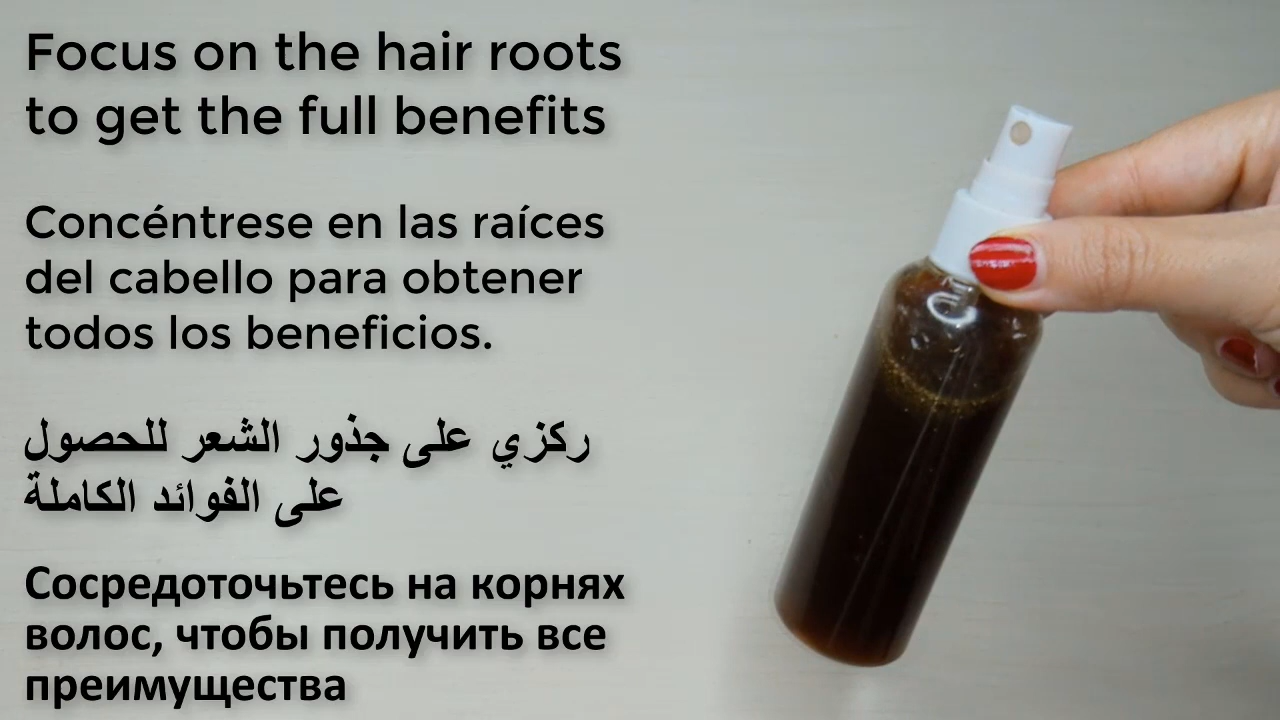 Focus on the hair roots
to get the full benefits
Concéntrese en las raíces
del cabello para obtener
todos los beneficios.
ركزي على جذور الشعر للحصول
على الفوائد الكاملة
Сосредоточьтесь на корнях
волос, чтобы получить все
преимущества